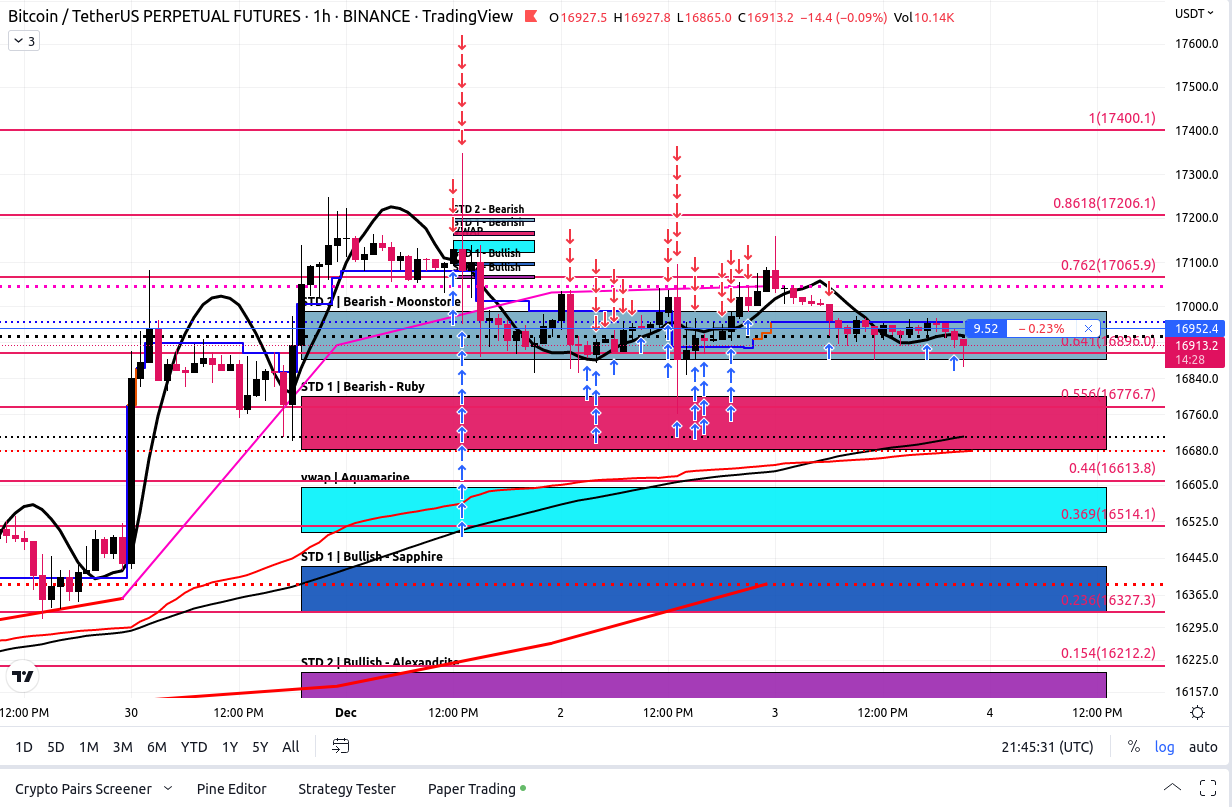 Bitcoin / TetherUS PERPETUAL FUTURES · 1h · BINANCE · TradingView O16927.5 H16927.8 L16865.0 C16913.2 −14.4 (−0.09%) Vol10.14K
USDT
3
17600.0
17500.0
1(17400.1)
17400.0
17300.0
0.8618(17206.1)
STD 2 - Bearish
17200.0
STD 1 - Bearish
VWAP
STD 1 - Bullish
0.762(17065.9)
17100.0
Bullish
STD 2 | Bearish - Moonstone
17000.0
9.52 −0.23%
16952.4
0.641(16896.0)
16913.2
14:28
STD 1 | Bearish - Ruby
16840.0
0.556(16776.7)
16760.0
16680.0
0.44(16613.8)
vwap | Aquamarine
16605.0
0.369(16514.1)
16525.0
STD 1 | Bullish - Sapphire
16445.0
0.236(16327.3)
16365.0
16295.0
0.154(16212.2)
STD 2 | Bullish - Alexandrite
16225.0
16157.0
12:00 PM 30 12:00 PM Dec 12:00 PM 2 12:00 PM 3 12:00 PM 4 12:00 PM
1D 5D 1M 3M 6M YTD 1Y 5Y All 21:45:31 (UTC) % log auto
Crypto Pairs Screener Pine Editor Strategy Tester Paper Trading